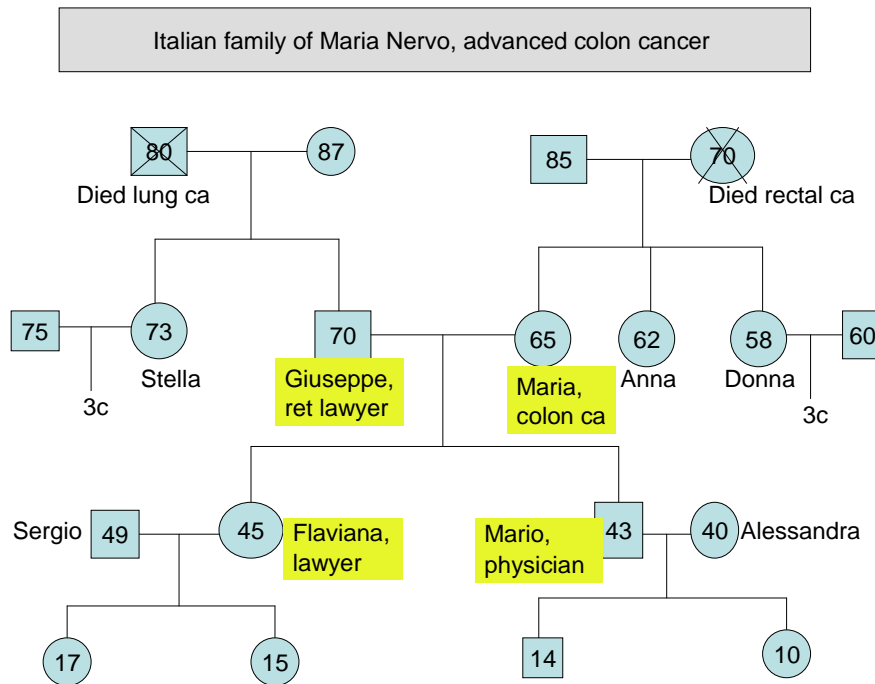 Italian family of Maria Nervo, advanced colon cancer
80
87
85
70
Died lung ca
Died rectal ca
75
73
70
65
62
58
60
Stella
Giuseppe,
ret lawyer
Maria,
colon ca
Anna
Donna
3c
3c
Sergio
49
45
Flaviana,
lawyer
Mario,
physician
43
40
Alessandra
17
15
14
10